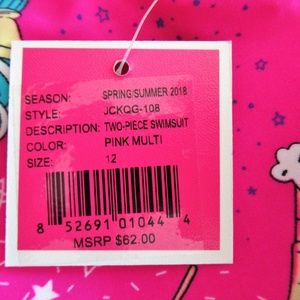 SEASON: SPRING/SUMMER 2018
STYLE: JCKQG-108
DESCRIPTION: TWO-PIECE SWIMSUIT
COLOR: PINK MULTI
SIZE: 12
8 52691 01044 4
MSRP $62.00